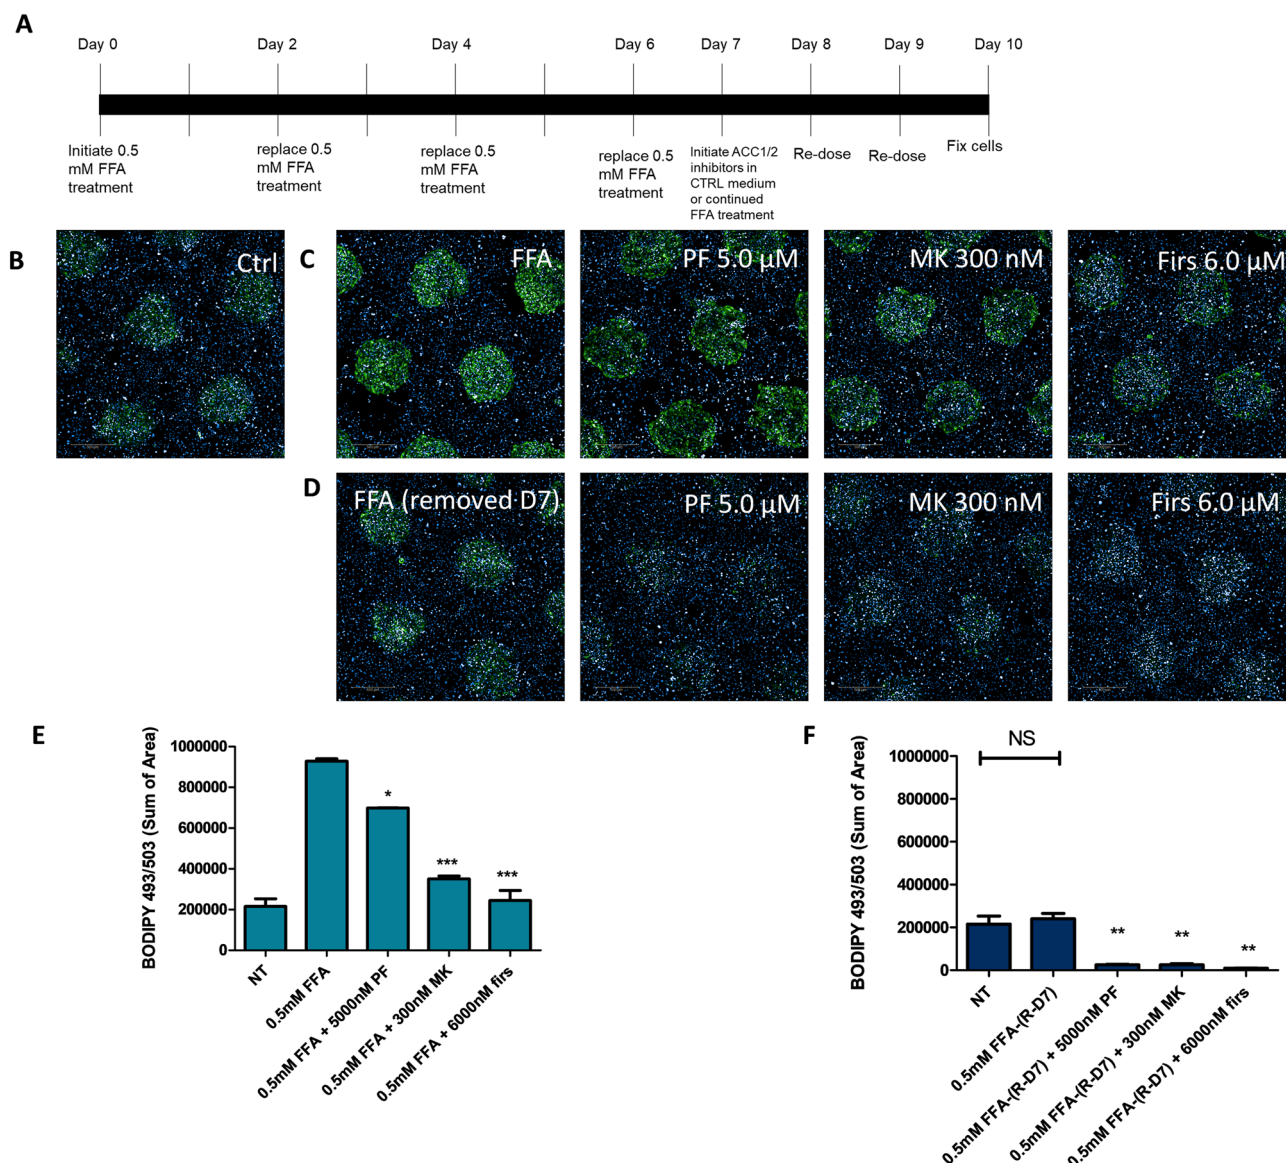 A
Day 0
Day 2
Day 4
Day 6
Day 7
Day 8
Day 9
Day 10
Initiate 0.5
mM FFA
treatment
replace 0.5
mM FFA
treatment
replace 0.5
mM FFA
treatment
replace 0.5
mM FFA
treatment
Initiate ACC1/2
inhibitors in
CTRL medium
or continued
FFA treatment
Re-dose
Re-dose
Fix cells
B
Ctrl
C
FFA
PF 5.0 µM
MK 300 nM
Firs 6.0 µM
D
FFA (removed D7)
PF 5.0 µM
MK 300 nM
Firs 6.0 µM
E
BODIPY 493/503 (Sum of Area)
1000000
800000
600000
400000
200000
0
*
***
***
NT
0.5mM FFA
0.5mM FFA + 5000nM PF
0.5mM FFA + 300nM MK
0.5mM FFA + 6000nM firs
F
BODIPY 493/503 (Sum of Area)
1000000
800000
600000
400000
200000
0
NS
**
**
**
NT
0.5mM FFA-(R-D7)
0.5mM FFA-(R-D7) + 5000nM PF
0.5mM FFA-(R-D7) + 300nM MK
0.5mM FFA-(R-D7) + 6000nM firs